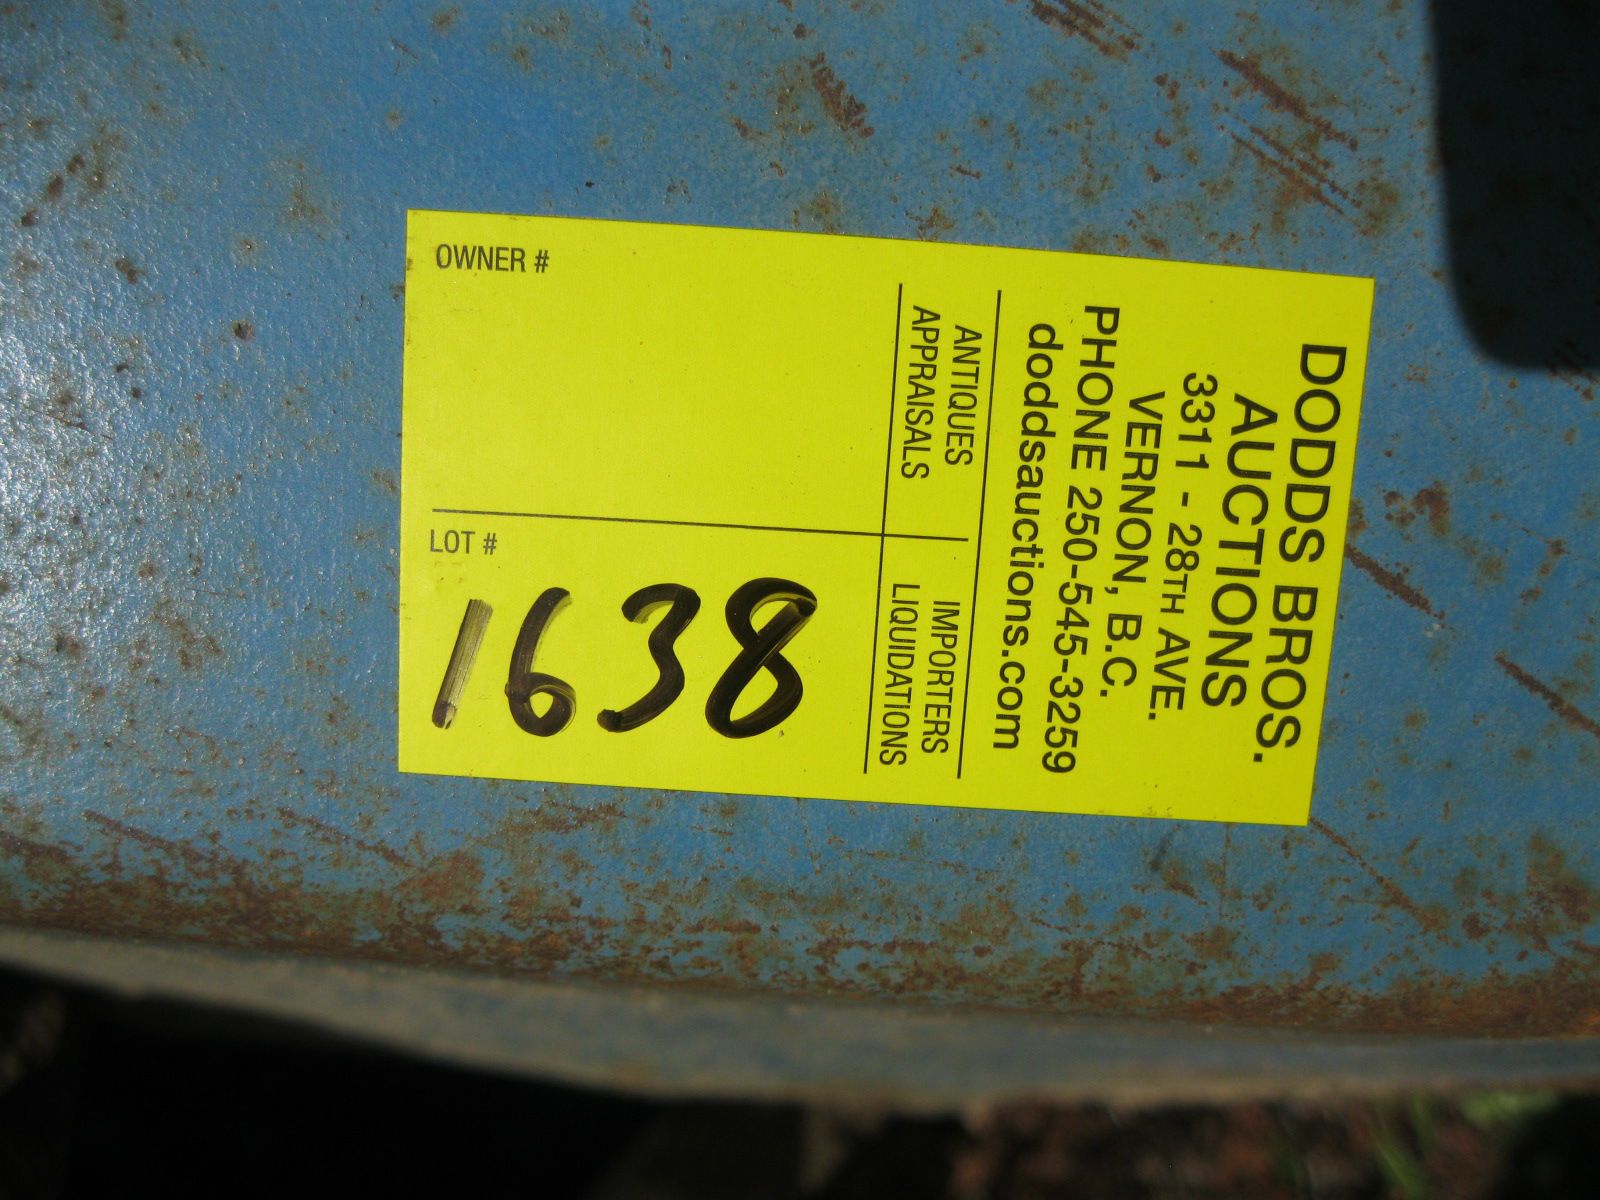 DODDS BROS.
AUCTIONS
3311 - 28TH AVE.
VERNON, B.C.
PHONE 250-545-3259
doddsauctions.com
ANTIQUES
APPRAISALS
IMPORTERS
LIQUIDATIONS
OWNER #
LOT #
1638